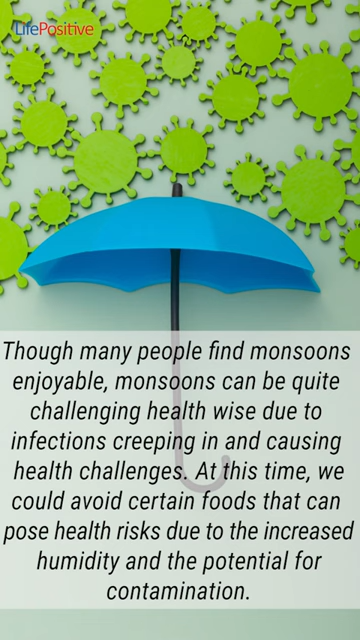 LifePositive
Though many people find monsoons
enjoyable, monsoons can be quite
challenging health wise due to
infections creeping in and causing
health challenges. At this time, we
could avoid certain foods that can
pose health risks due to the increased
humidity and the potential for
contamination.